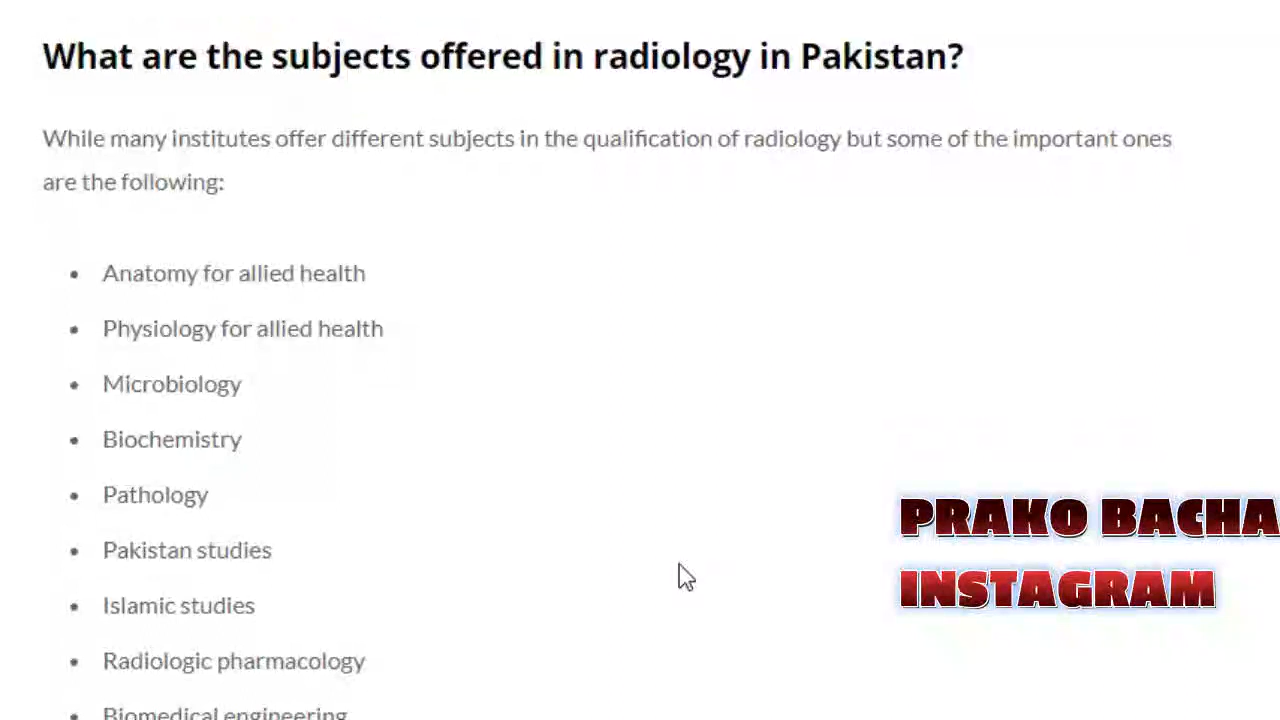 What are the subjects offered in radiology in Pakistan?
While many institutes offer different subjects in the qualification of radiology but some of the important ones
are the following:
• Anatomy for allied health
• Physiology for allied health
• Microbiology
• Biochemistry
• Pathology
• Pakistan studies
• Islamic studies
• Radiologic pharmacology
• Biomedical engineering
PRAKO BACHA
INSTAGRAM